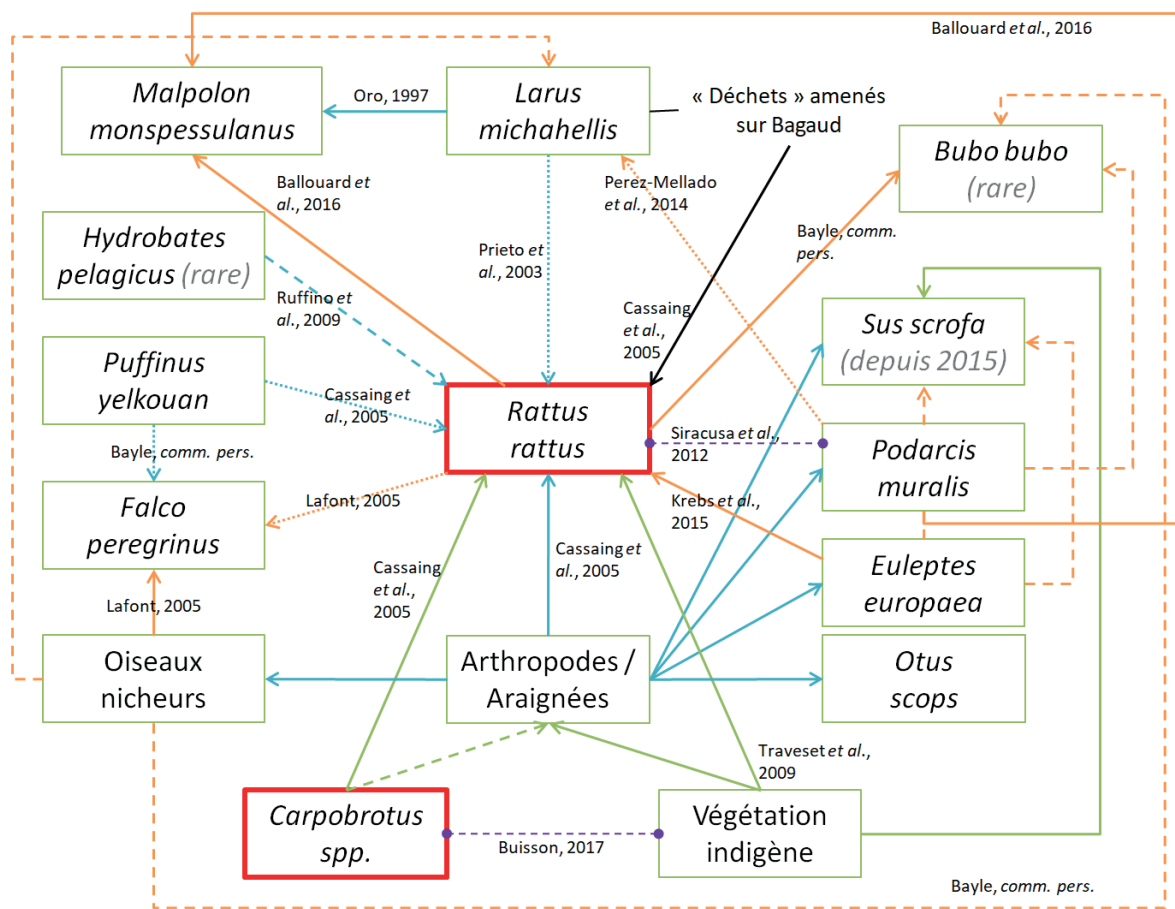 Ballouard et al., 2016
Malpolon
monspessulanus
Oro, 1997
Larus
michahellis
« Déchets » amenés
sur Bagaud
Bubo bubo
(rare)
Ballouard et
al., 2016
Perez-Mellado
et al., 2014
Hydrobates
pelagicus (rare)
Prieto et
al., 2003
Bayle, comm.
pers.
Ruffino et
al., 2009
Cassaing
et al.,
2005
Sus scrofa
(depuis 2015)
Puffinus
yelkouan
Cassaing et
al., 2005
Rattus
rattus
Siracusa et al.,
2012
Podarcis
muralis
Bayle, comm. pers.
Falco
peregrinus
Lafont, 2005
Krebs et al.,
2015
Cassaing
et al.,
2005
Cassaing et
al., 2005
Euleptes
europaea
Lafont, 2005
Oiseaux
nicheurs
Arthropodes /
Araignées
Otus
scops
Traveset et al.,
2009
Carpobrotus
spp.
Buisson, 2017
Végétation
indigène
Bayle, comm. pers.